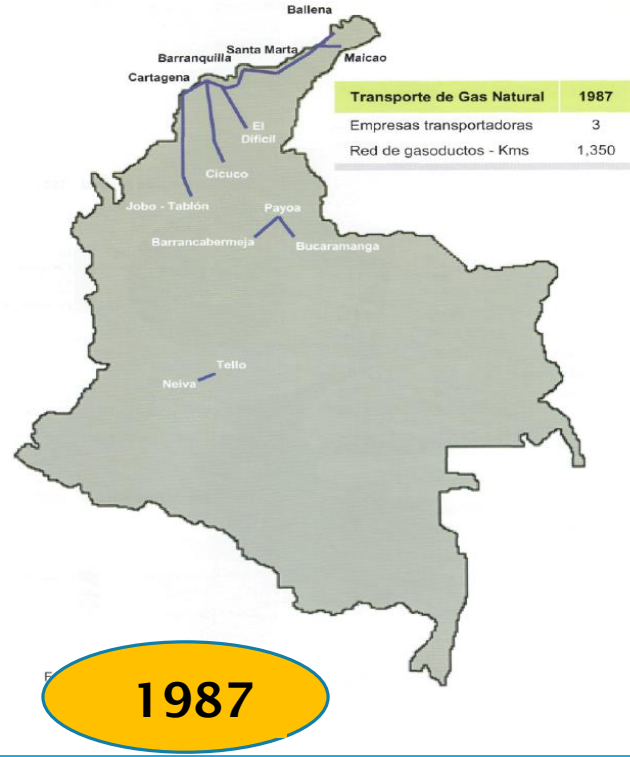 Ballena
Santa Marta
Barranquilla
Maicao
Cartagena
Transporte de Gas Natural 1987
Empresas transportadoras 3
Red de gasoductos - Kms 1,350
El
Difícil
Cicuco
Jobo - Tablón
Payoa
Barrancabermeja
Bucaramanga
Tello
Neiva
1987